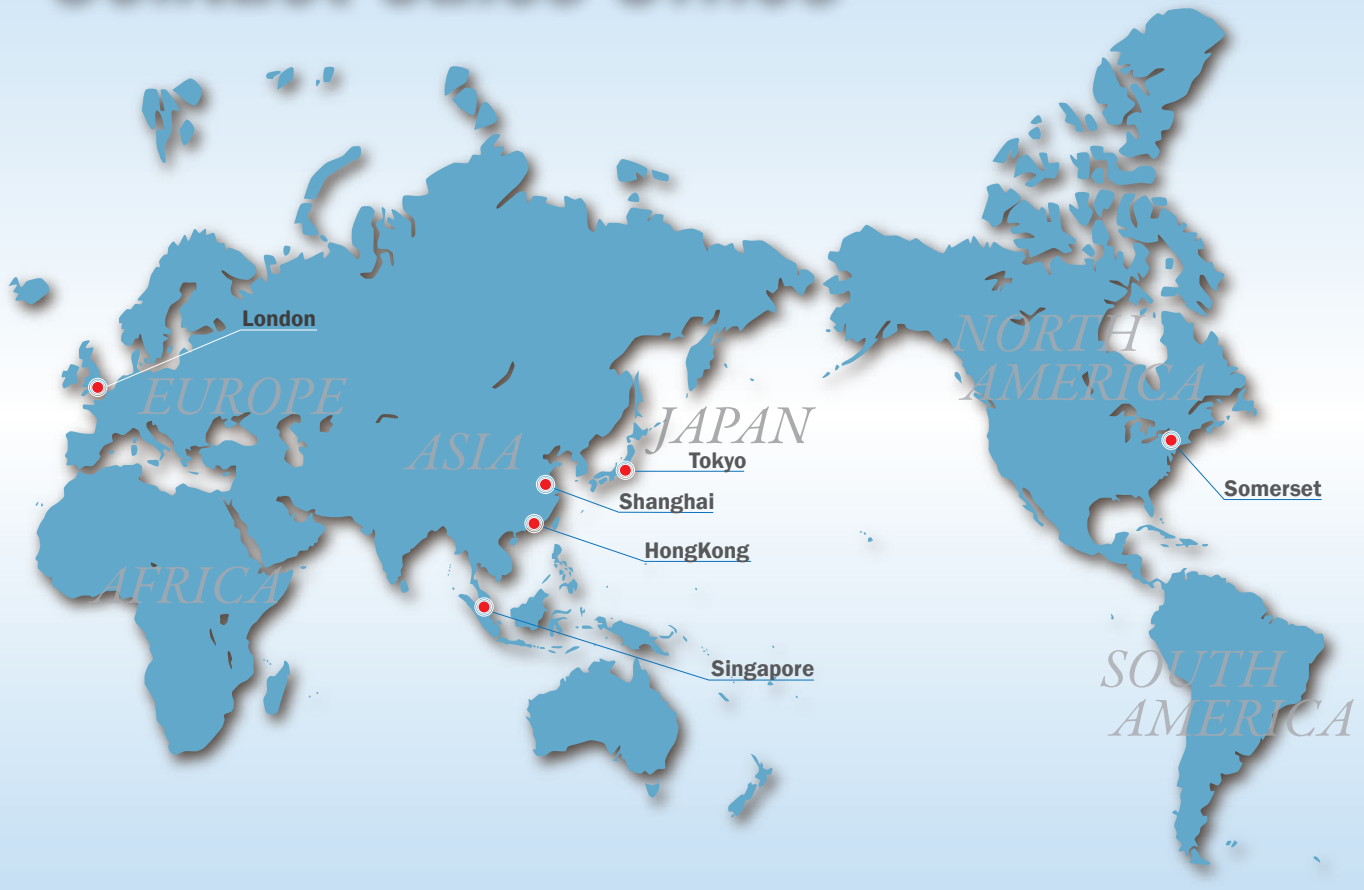 London
NORTH
AMERICA
EUROPE
JAPAN
ASIA
Tokyo
Shanghai
Somerset
HongKong
AFRICA
Singapore
SOUTH
AMERICA